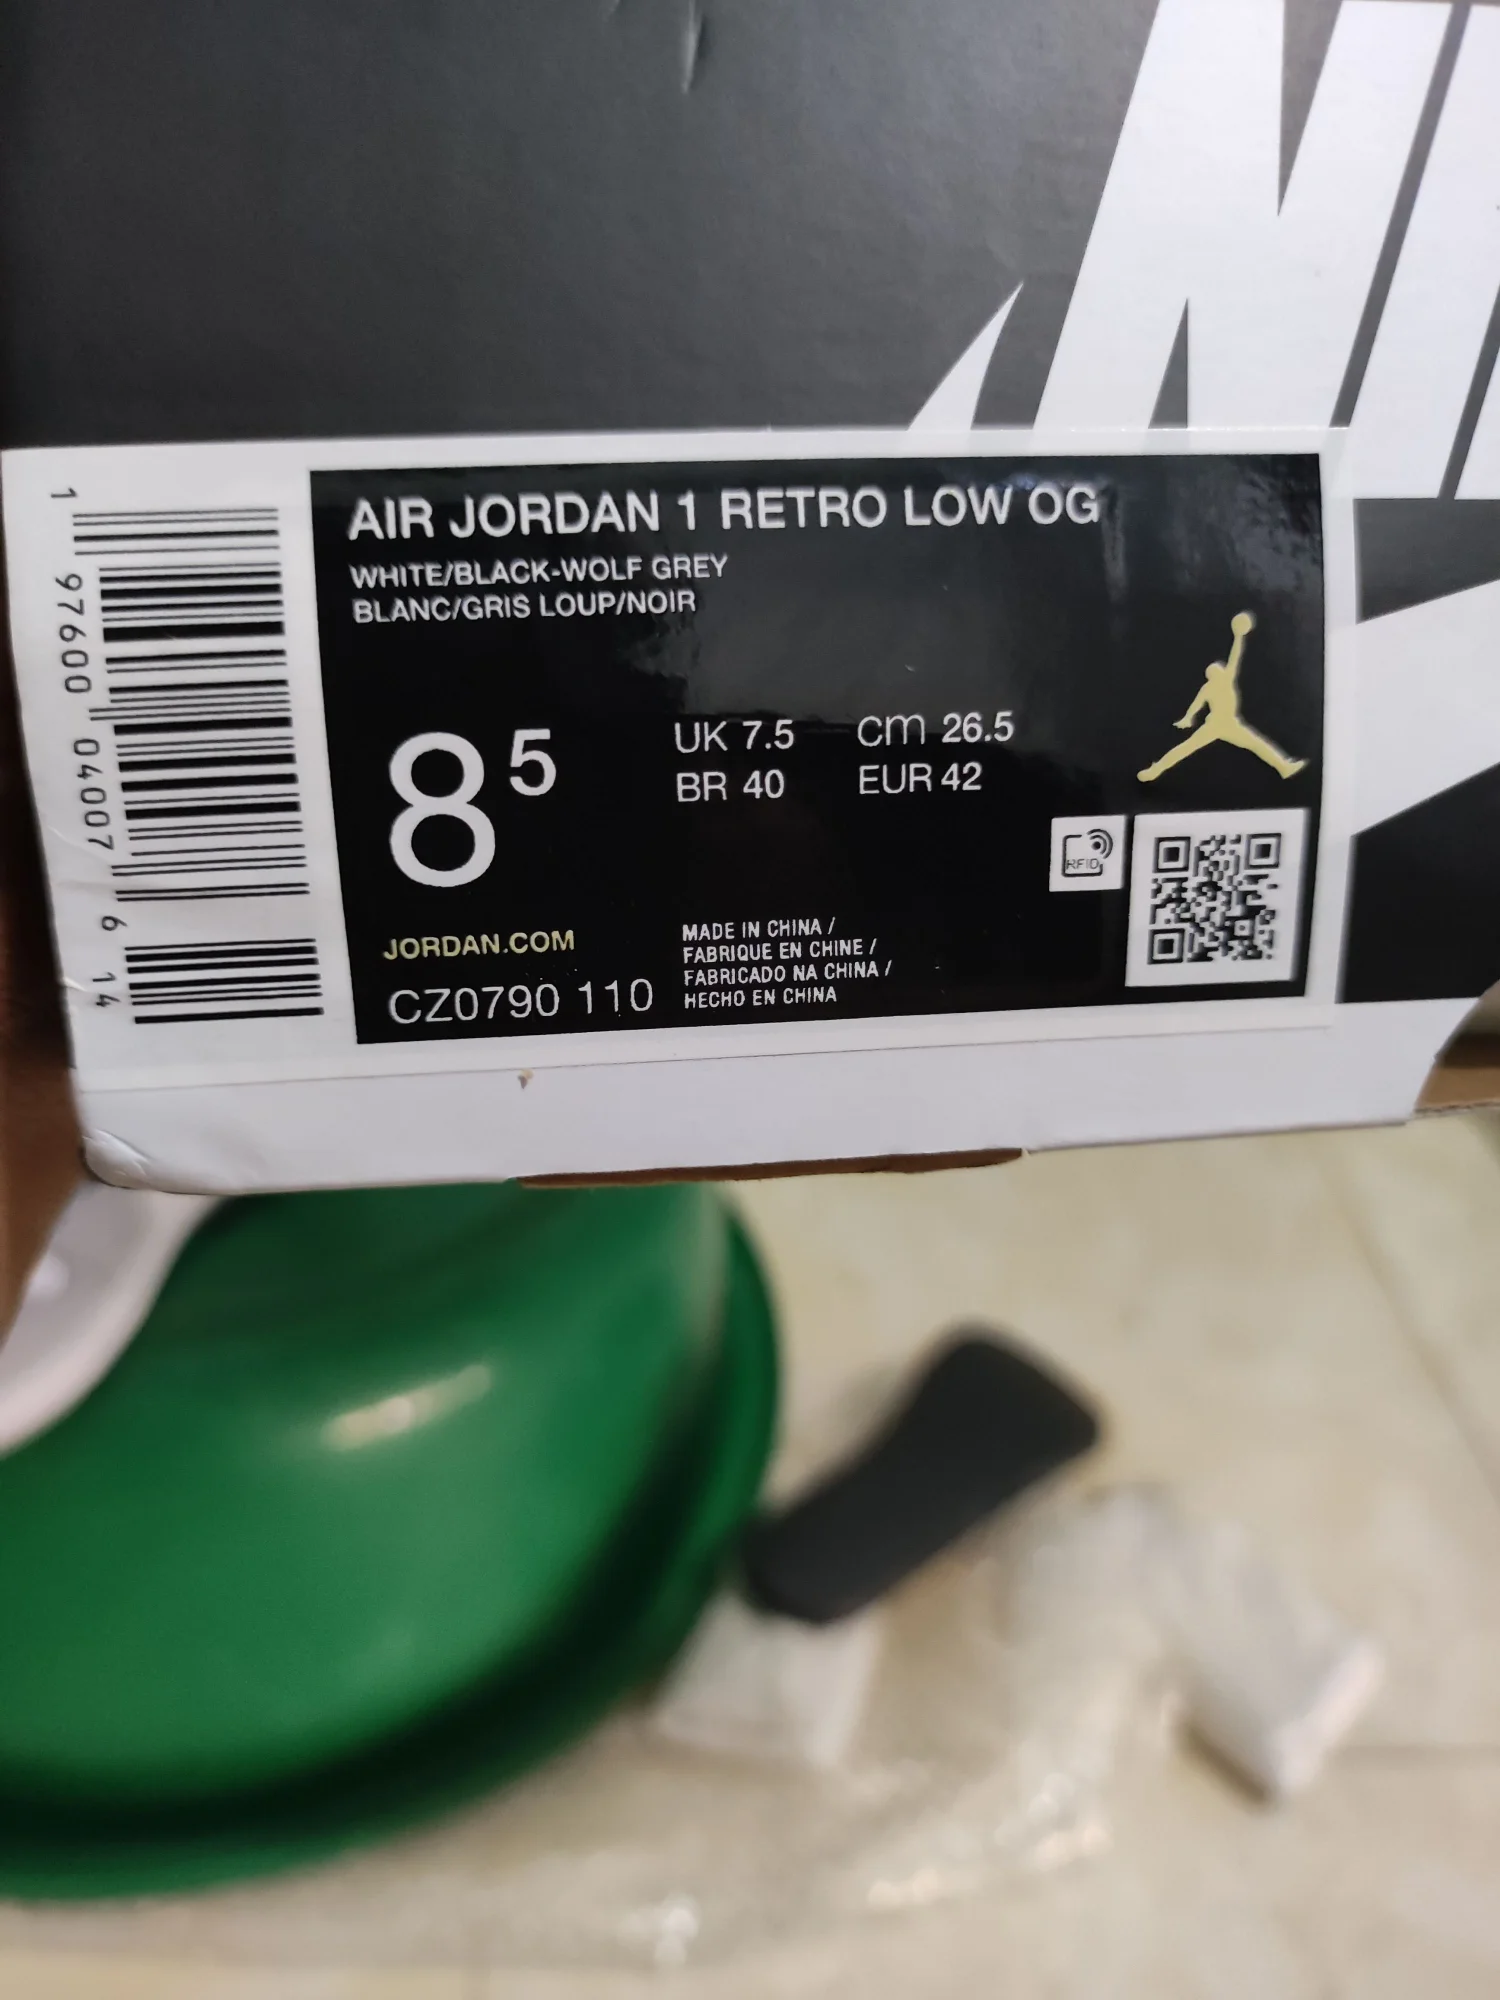 NI
AIR JORDAN 1 RETRO LOW OG
WHITE/BLACK-WOLF GREY
BLANC/GRIS LOUP/NOIR
8 5
UK 7.5
CM 26.5
BR 40
EUR 42
RFID
JORDAN.COM
CZ0790 110
MADE IN CHINA /
FABRIQUE EN CHINE /
FABRICADO NA CHINA /
HECHO EN CHINA
1 97600 04007 6 14